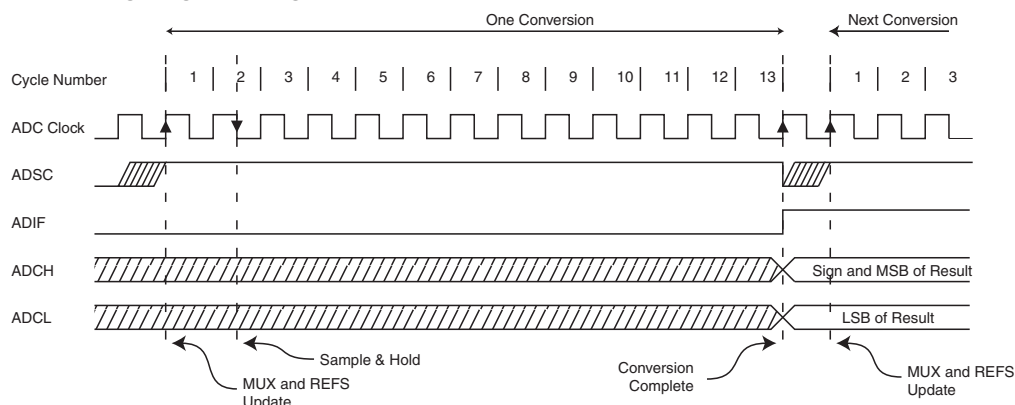 One Conversion
Next Conversion
Cycle Number 1 2 3 4 5 6 7 8 9 10 11 12 13 1 2 3
ADC Clock
ADSC
ADIF
ADCH
Sign and MSB of Result
ADCL
LSB of Result
Sample & Hold
MUX and REFS
Update
Conversion
Complete
MUX and REFS
Update